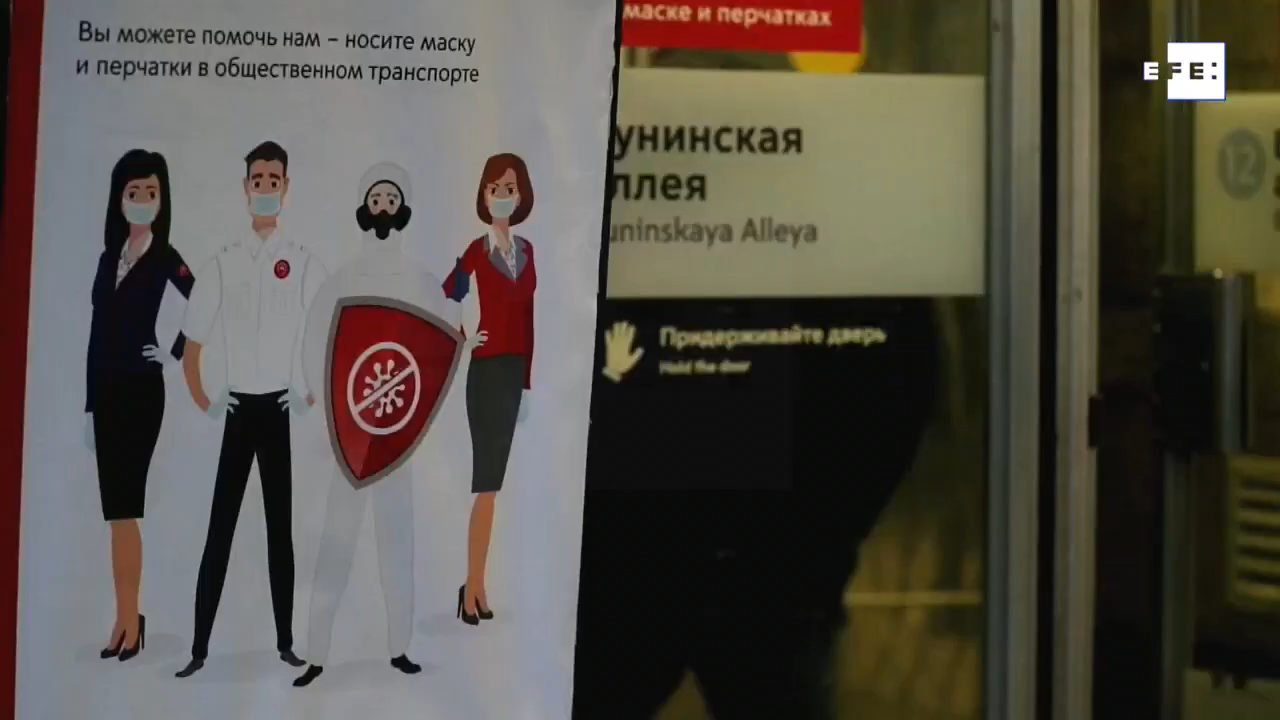 Вы можете помочь нам – носите маску
и перчатки в общественном транспорте
маске и перчатках
унинская
ллея
uninskaya Alleya
Придерживайте дверь
Hold the door
12
EFE: